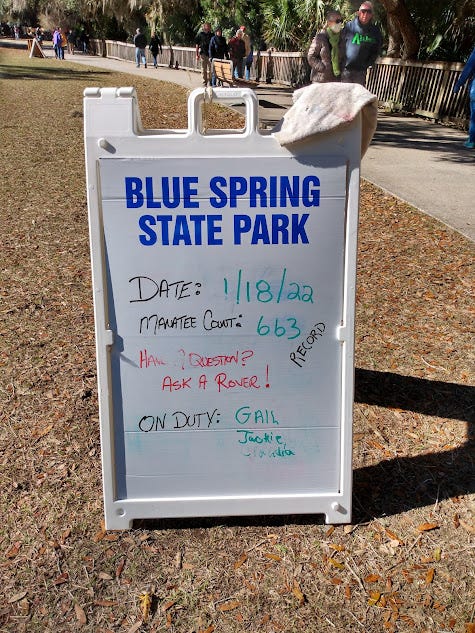 BLUE SPRING
STATE PARK
DATE: 1/18/22
MANATEE COUNT: 663
RECORD
HAVE ? QUESTION?
ASK A ROVER!
ON DUTY: GAIL
Jackie